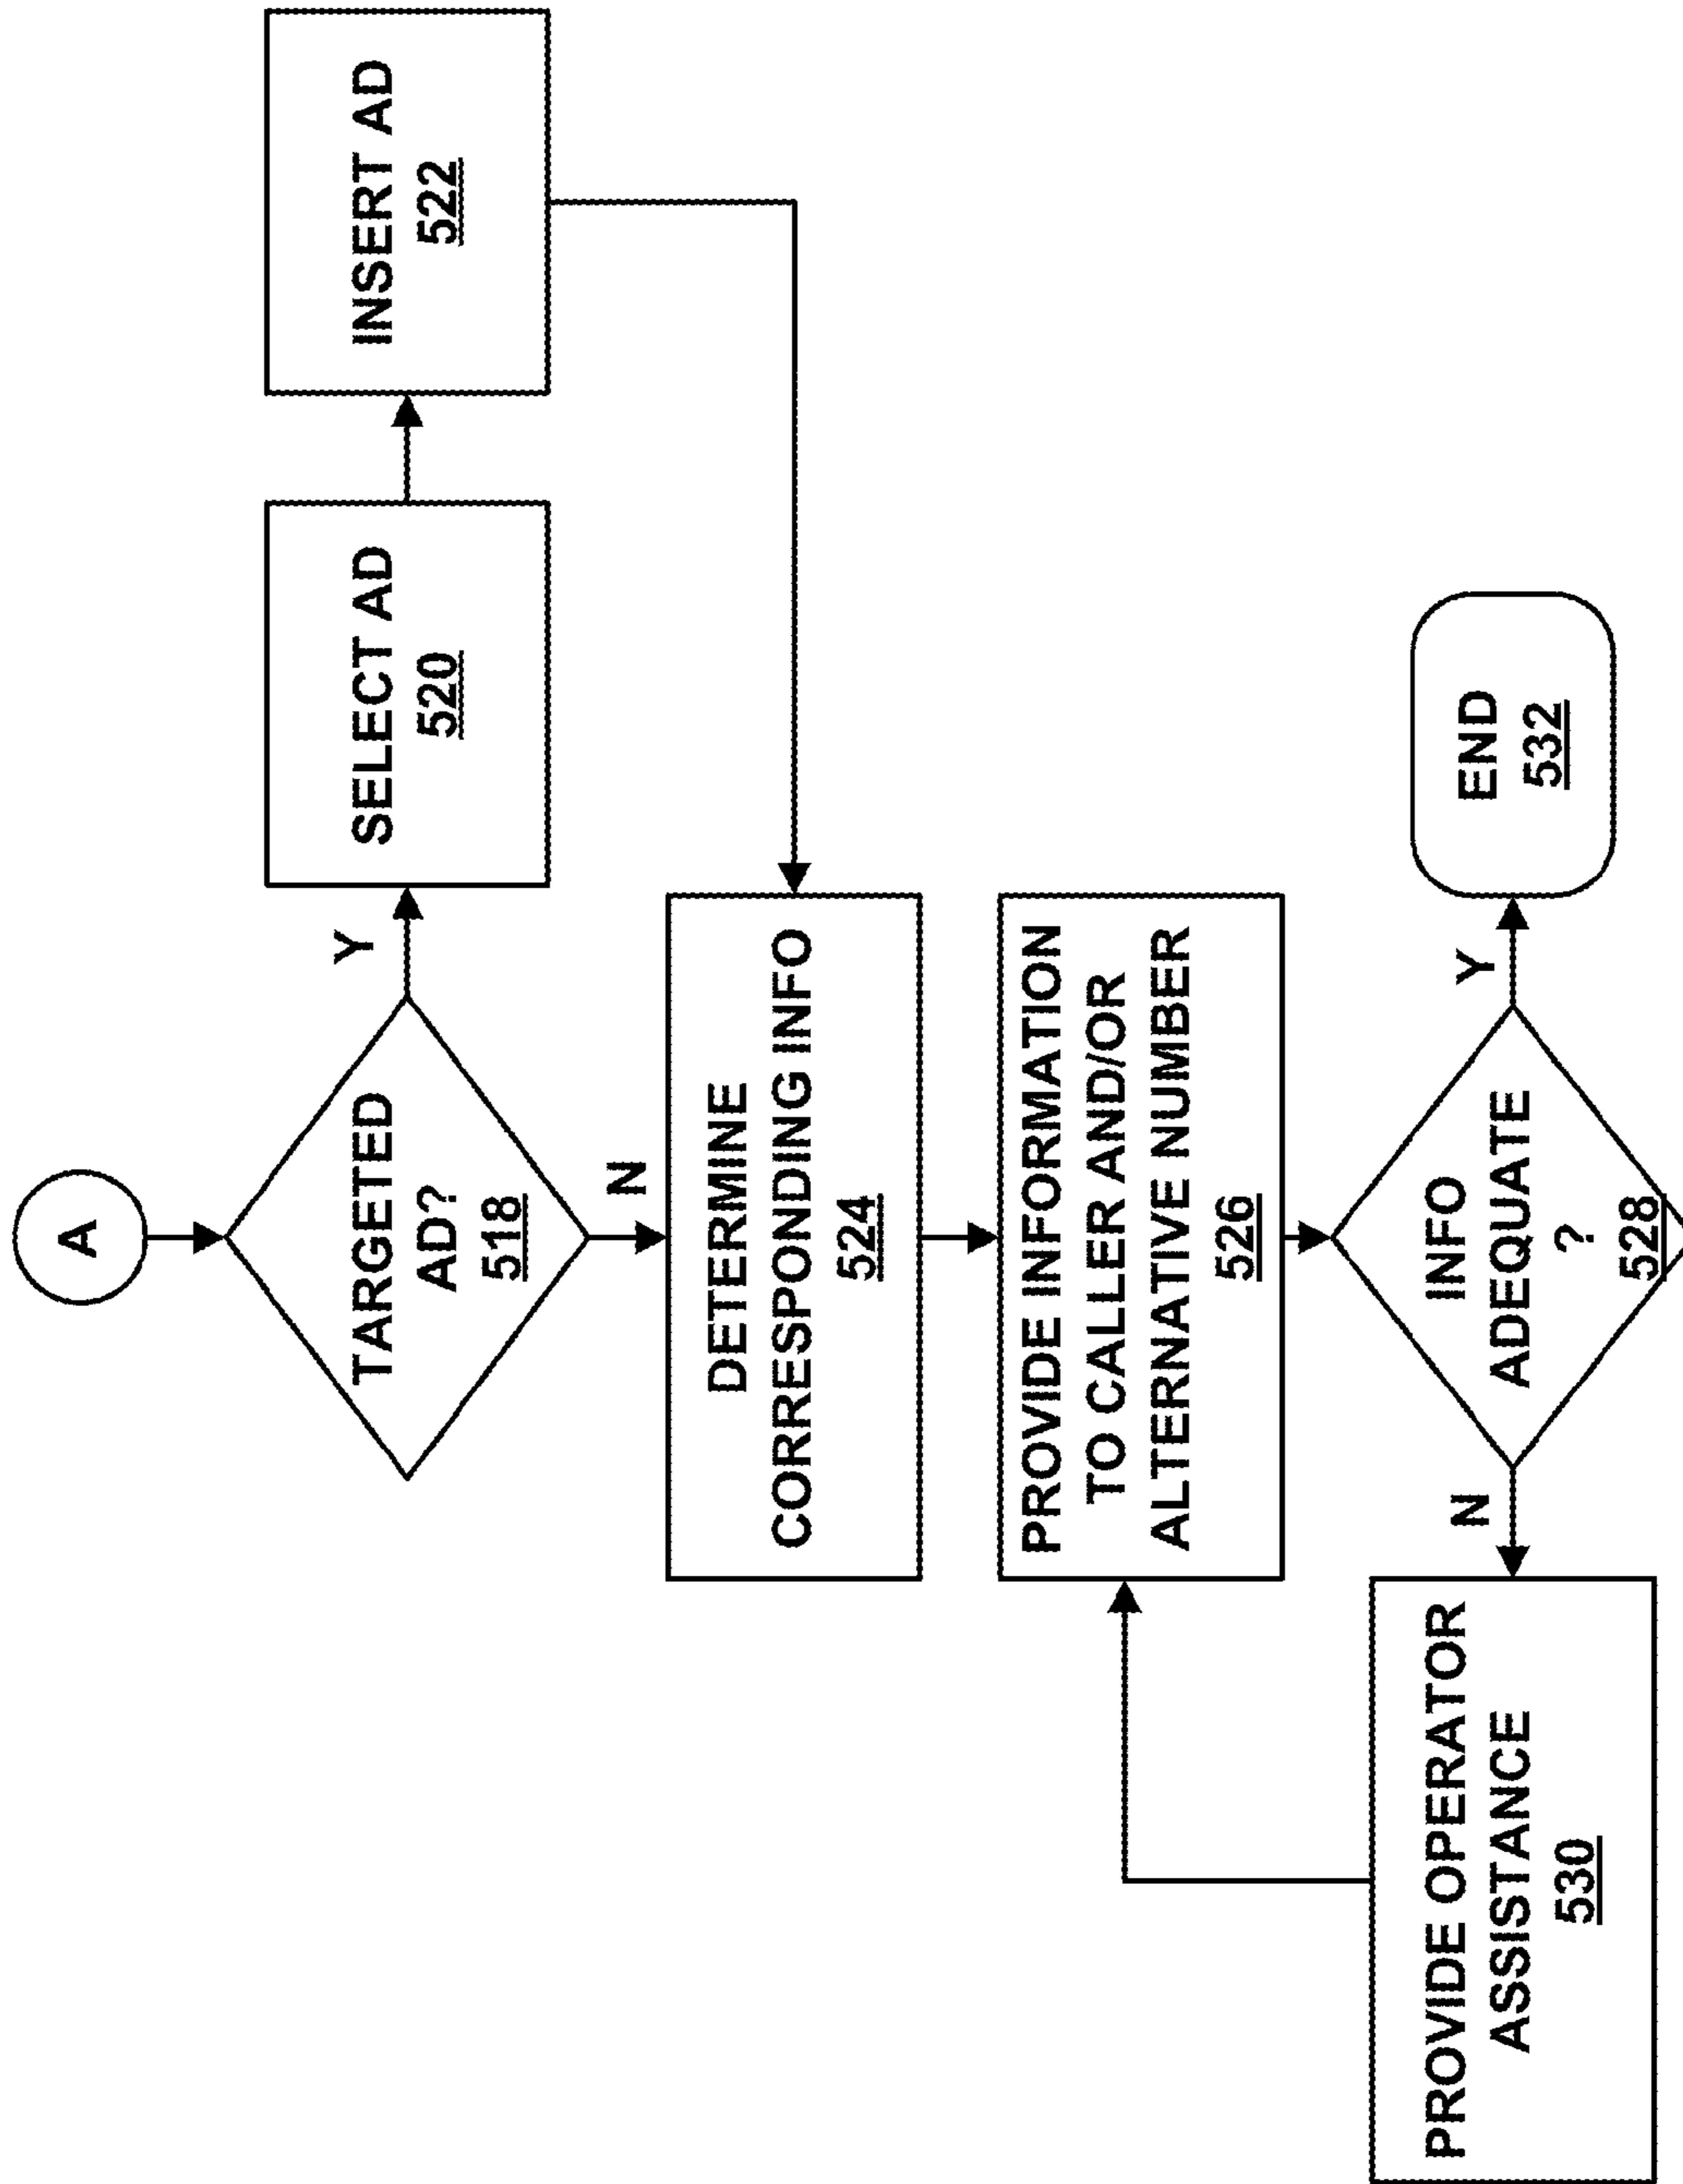 A
TARGETED
AD?
518
Y
SELECT AD
520
INSERT AD
522
N
DETERMINE
CORRESPONDING INFO
524
PROVIDE INFORMATION
TO CALLER AND/OR
ALTERNATIVE NUMBER
526
INFO
ADEQUATE
?
528
Y
END
532
N
PROVIDE OPERATOR
ASSISTANCE
530